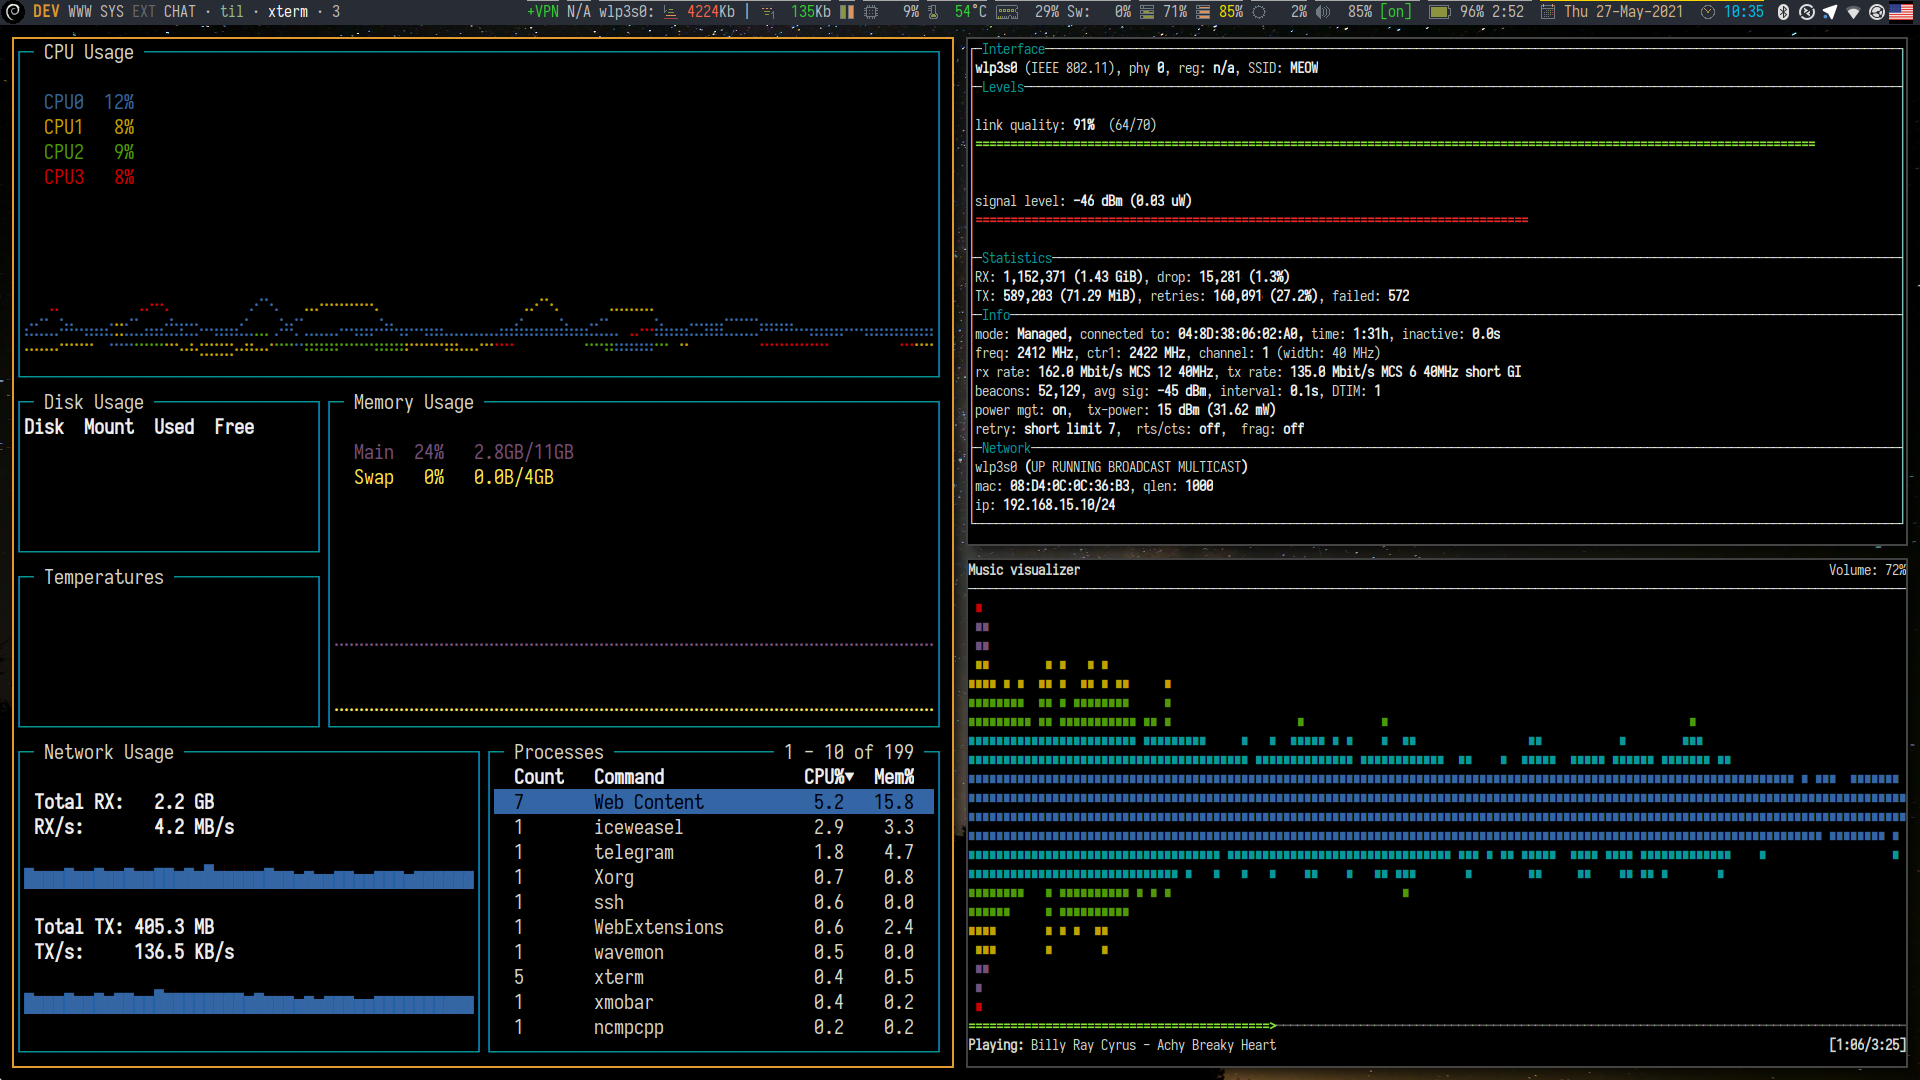 DEV WWW SYS EXT CHAT · til · xterm · 3 +VPN N/A wlp3s0: 4224Kb | 135Kb 9% 54°C 29% Sw: 0% 71% 85% 2% 85% [on] 96% 2:52 Thu 27-May-2021 10:35
CPU Usage
CPU0 12%
CPU1 8%
CPU2 9%
CPU3 8%
Disk Usage
Disk Mount Used Free
Memory Usage
Main 24% 2.8GB/11GB
Swap 0% 0.0B/4GB
Temperatures
Network Usage
Total RX: 2.2 GB
RX/s: 4.2 MB/s
Total TX: 405.3 MB
TX/s: 136.5 KB/s
Processes 1 - 10 of 199
Count Command CPU%▼ Mem%
7 Web Content 5.2 15.8
1 iceweasel 2.9 3.3
1 telegram 1.8 4.7
1 Xorg 0.7 0.8
1 ssh 0.6 0.0
1 WebExtensions 0.6 2.4
1 wavemon 0.5 0.0
5 xterm 0.4 0.5
1 xmobar 0.4 0.2
1 ncmpcpp 0.2 0.2
Interface
wlp3s0 (IEEE 802.11), phy 0, reg: n/a, SSID: MEOW
Levels
link quality: 91% (64/70)
signal level: -46 dBm (0.03 uW)
Statistics
RX: 1,152,371 (1.43 GiB), drop: 15,281 (1.3%)
TX: 589,203 (71.29 MiB), retries: 160,091 (27.2%), failed: 572
Info
mode: Managed, connected to: 04:8D:38:06:02:A0, time: 1:31h, inactive: 0.0s
freq: 2412 MHz, ctr1: 2422 MHz, channel: 1 (width: 40 MHz)
rx rate: 162.0 Mbit/s MCS 12 40MHz, tx rate: 135.0 Mbit/s MCS 6 40MHz short GI
beacons: 52,129, avg sig: -45 dBm, interval: 0.1s, DTIM: 1
power mgt: on, tx-power: 15 dBm (31.62 mW)
retry: short limit 7, rts/cts: off, frag: off
Network
wlp3s0 (UP RUNNING BROADCAST MULTICAST)
mac: 08:D4:0C:0C:36:B3, qlen: 1000
ip: 192.168.15.10/24
Music visualizer Volume: 72%
Playing: Billy Ray Cyrus - Achy Breaky Heart [1:06/3:25]